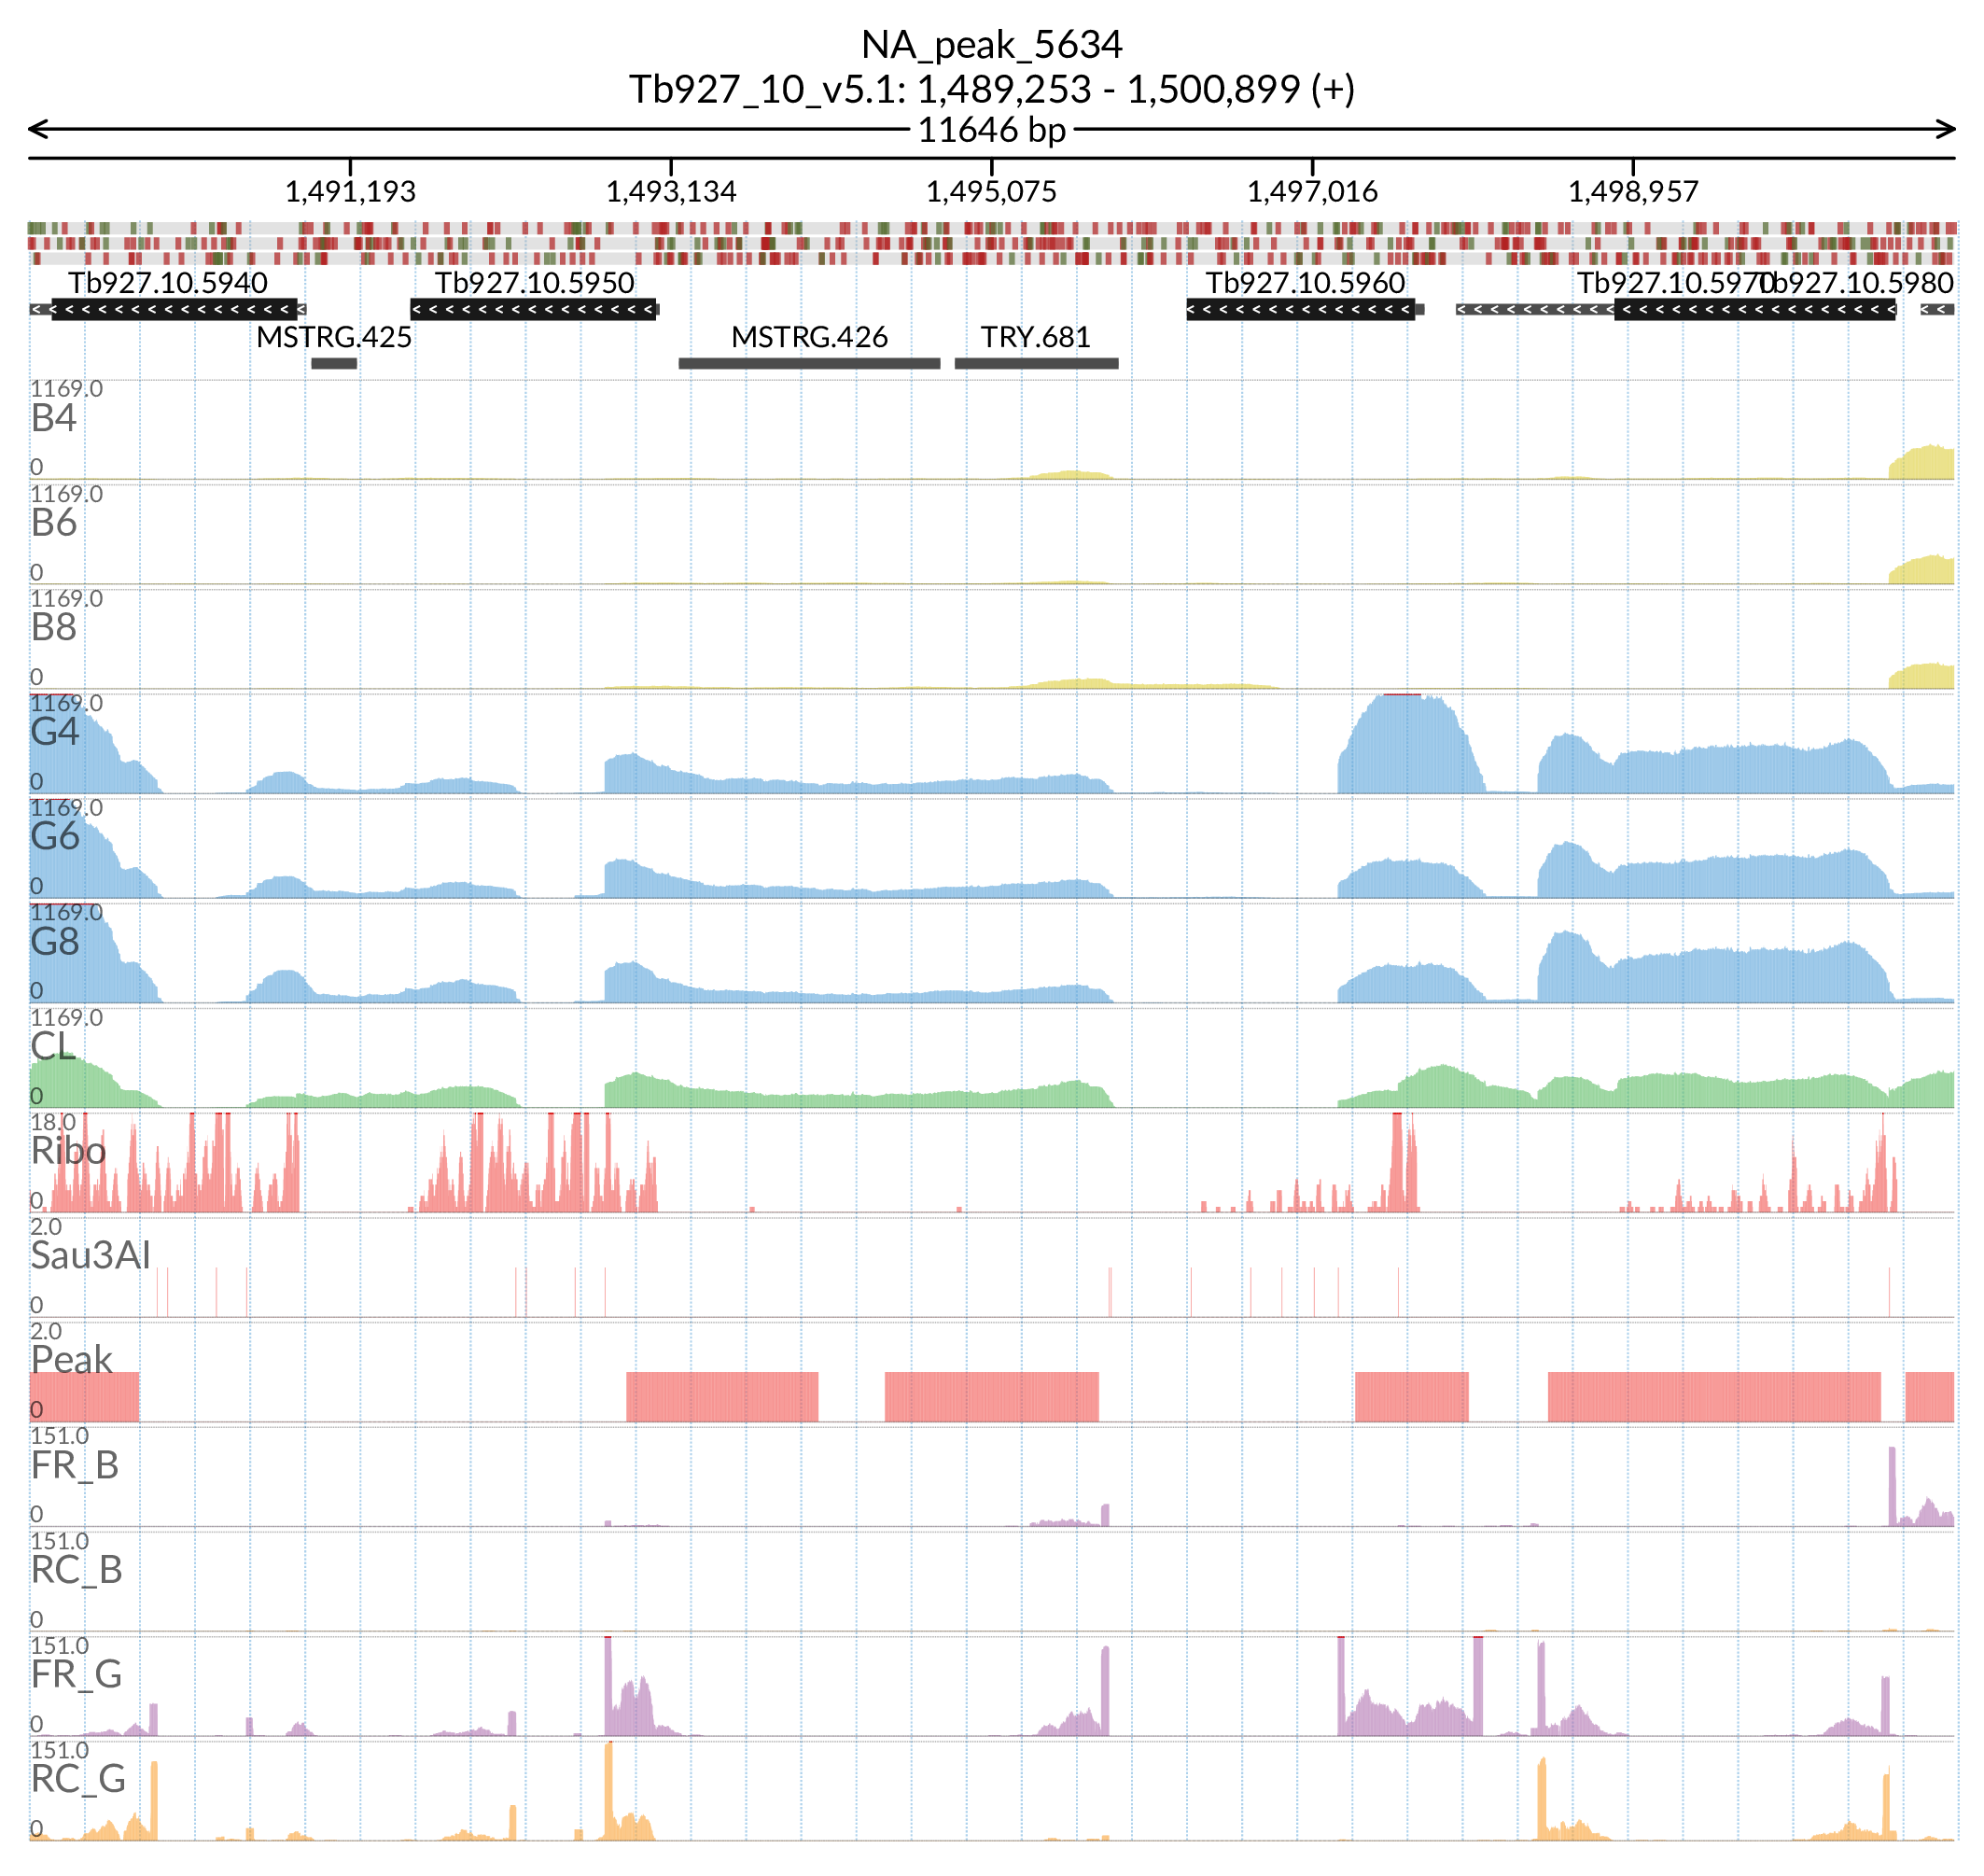 NA_peak_5634
Tb927_10_v5.1: 1,489,253 - 1,500,899 (+)
11646 bp
1,491,193 1,493,134 1,495,075 1,497,016 1,498,957
Tb927.10.5940 Tb927.10.5950 Tb927.10.5960 Tb927.10.5970 Tb927.10.5980
MSTRG.425 MSTRG.426 TRY.681
1169.0
B4
0
1169.0
B6
0
1169.0
B8
0
1169.0
G4
0
1169.0
G6
0
1169.0
G8
0
1169.0
CL
0
18.0
Ribo
0
2.0
Sau3AI
0
2.0
Peak
0
151.0
FR_B
0
151.0
RC_B
0
151.0
FR_G
0
151.0
RC_G
0